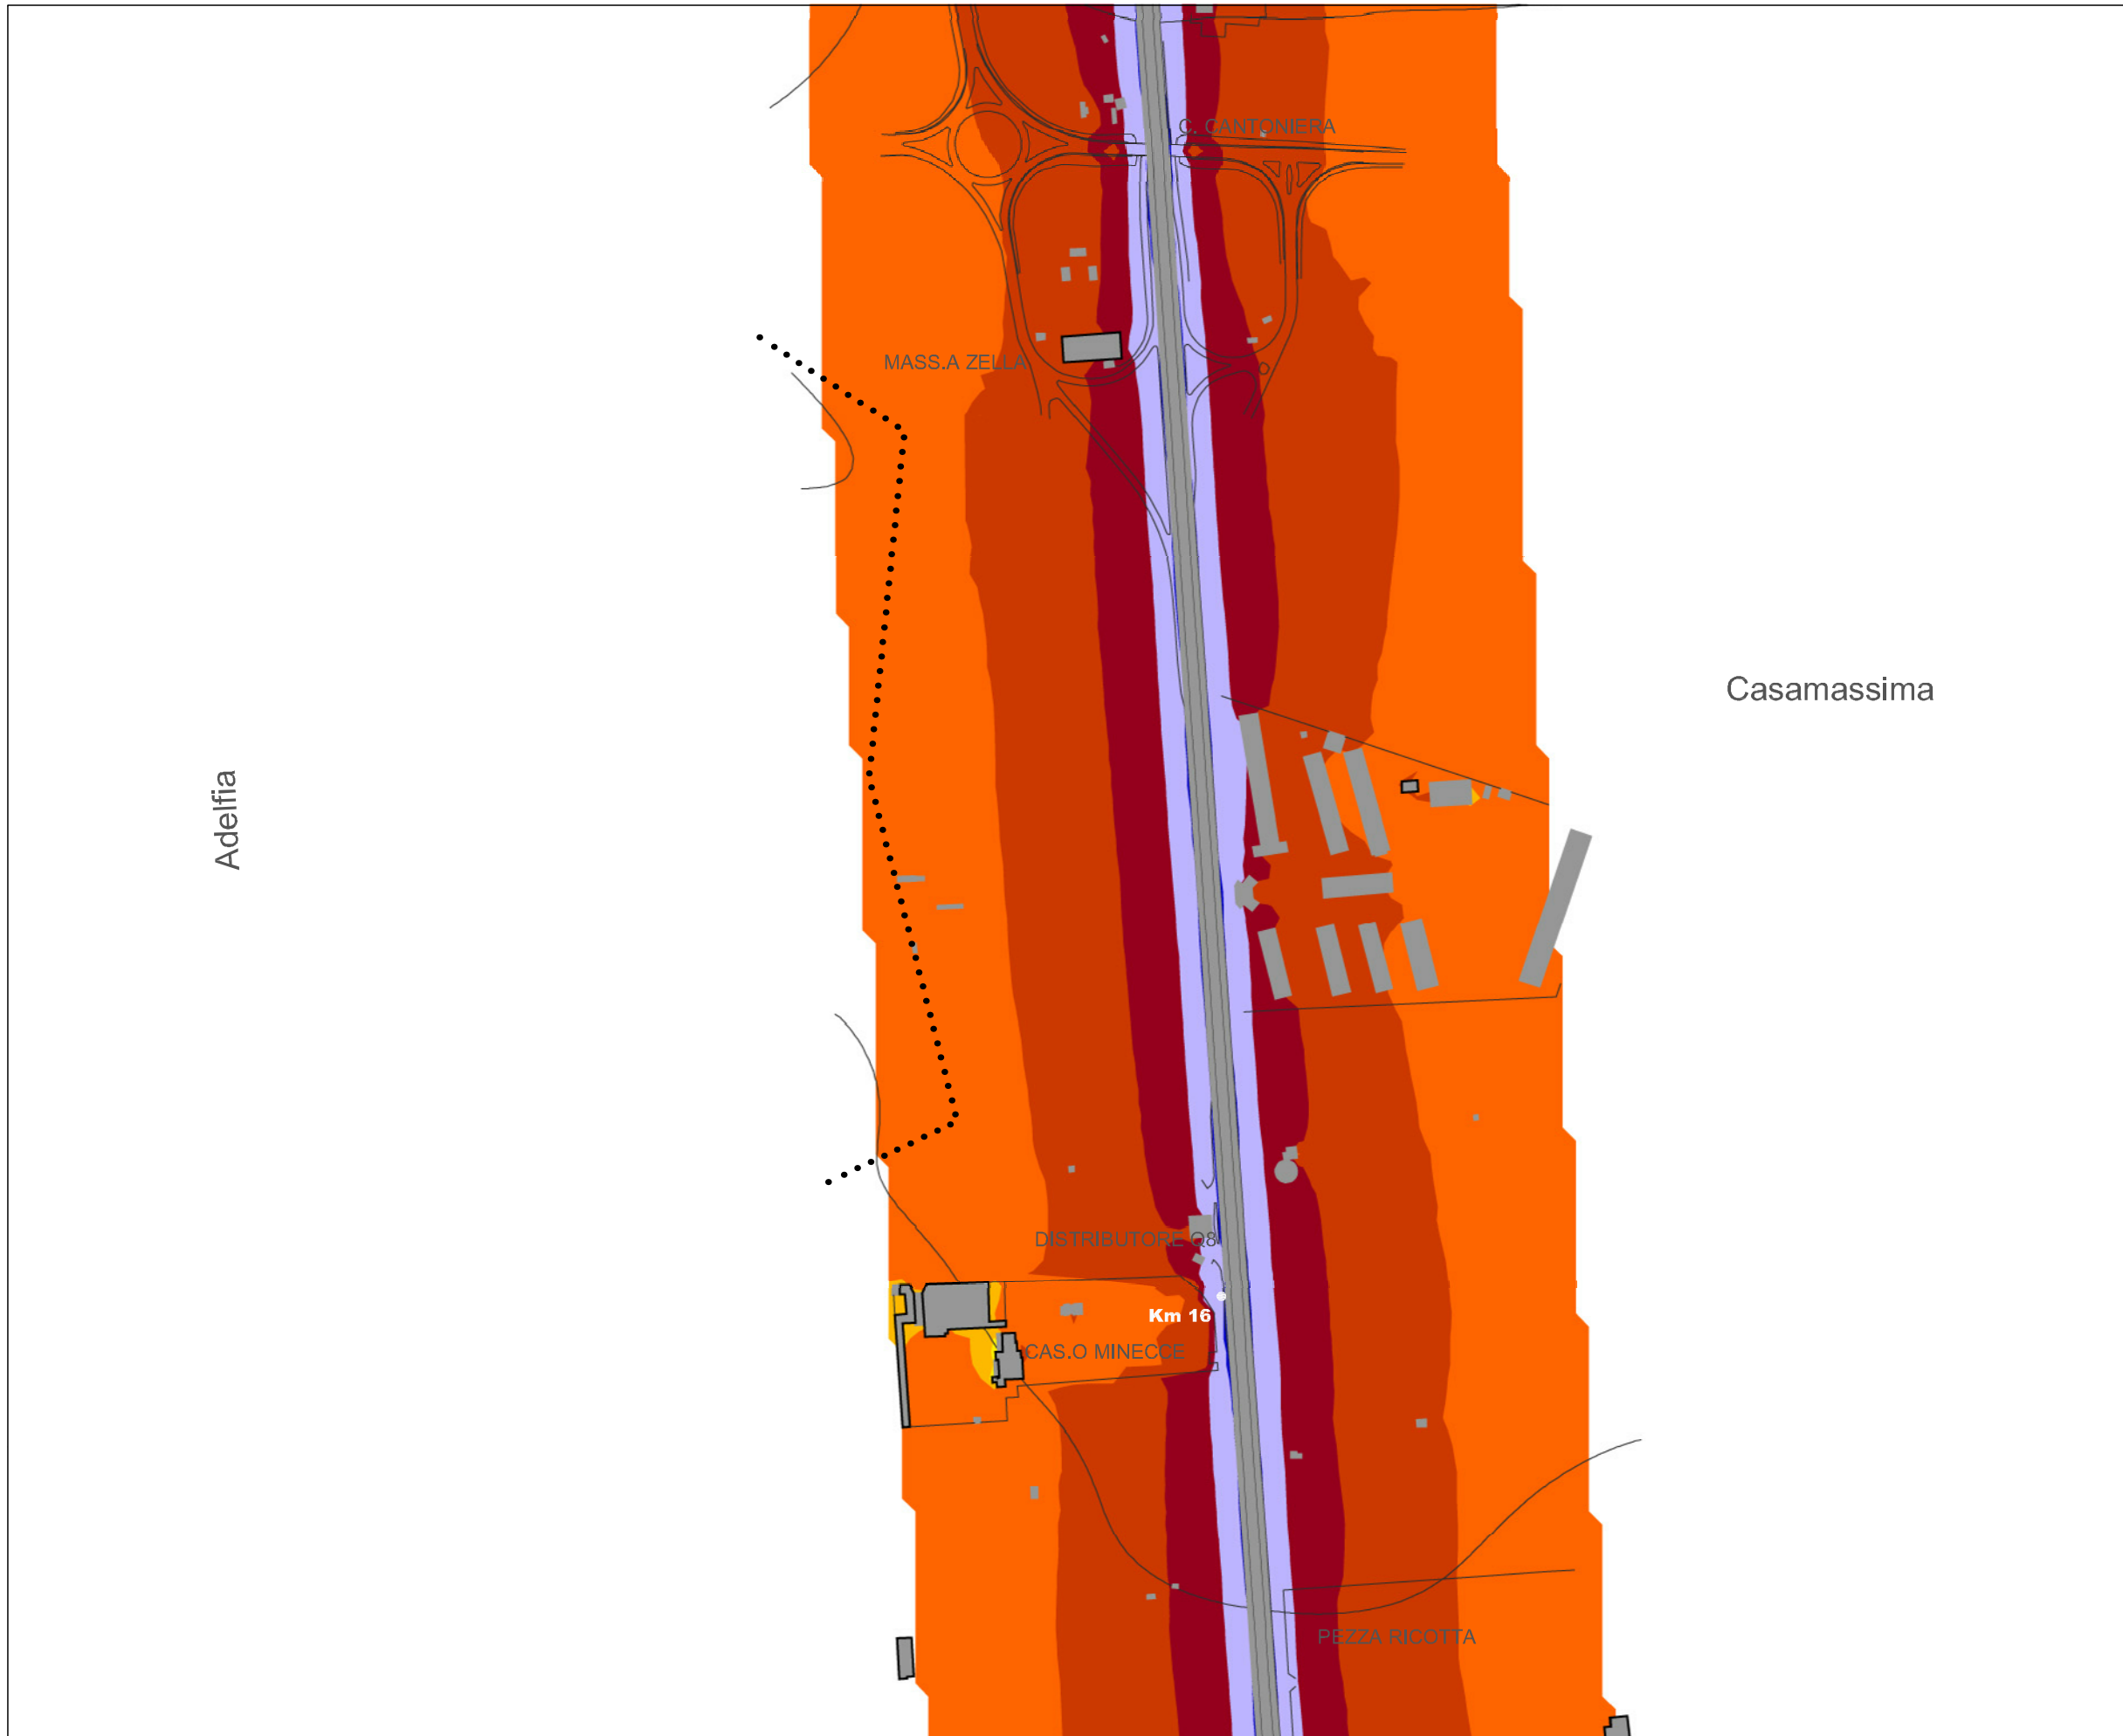 C. CANTONIERA
MASS.A ZELLA
Casamassima
Adelfia
DISTRIBUTORE Q8
Km 16
CAS.O MINECCE
PEZZA RICOTTA